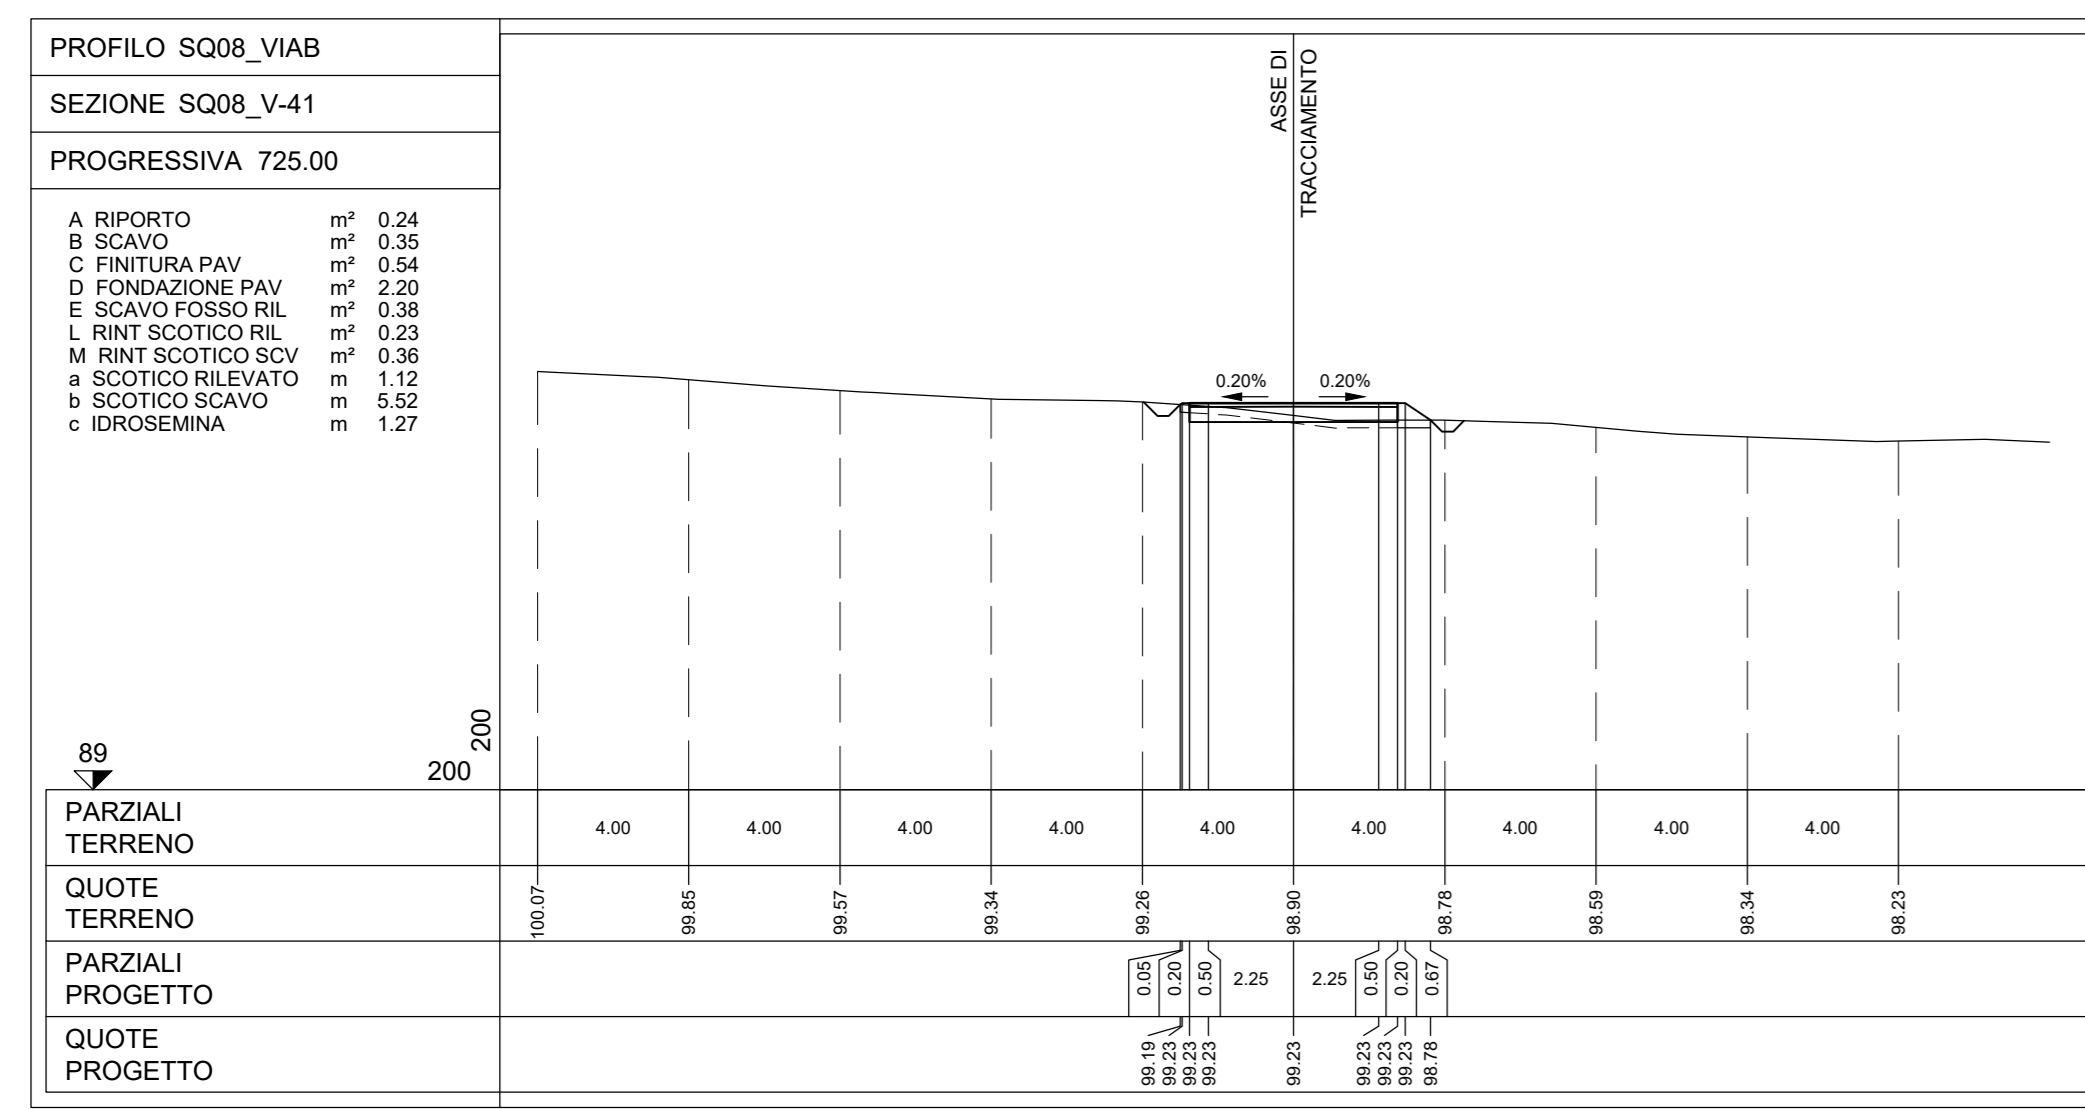 PROFILO SQ08_VIAB
SEZIONE SQ08_V-41
PROGRESSIVA 725.00
A RIPORTO m² 0.24
B SCAVO m² 0.35
C FINITURA PAV m² 0.54
D FONDAZIONE PAV m² 2.20
E SCAVO FOSSO RIL m² 0.38
L RINT SCOTICO RIL m² 0.23
M RINT SCOTICO SCV m² 0.36
a SCOTICO RILEVATO m 1.12
b SCOTICO SCAVO m 5.52
c IDROSEMINA m 1.27
ASSE DI
TRACCIAMENTO
0.20% 0.20%
200
200
89
PARZIALI
TERRENO
4.00 4.00 4.00 4.00 4.00 4.00 4.00 4.00 4.00
QUOTE
TERRENO
100.07 99.85 99.57 99.34 99.26 98.90 98.78 98.59 98.34 98.23
PARZIALI
PROGETTO
0.05 0.20 0.50 2.25 2.25 0.50 0.20 0.67
QUOTE
PROGETTO
99.19 99.23 99.23 99.23 99.23 99.23 99.23 99.23 98.78